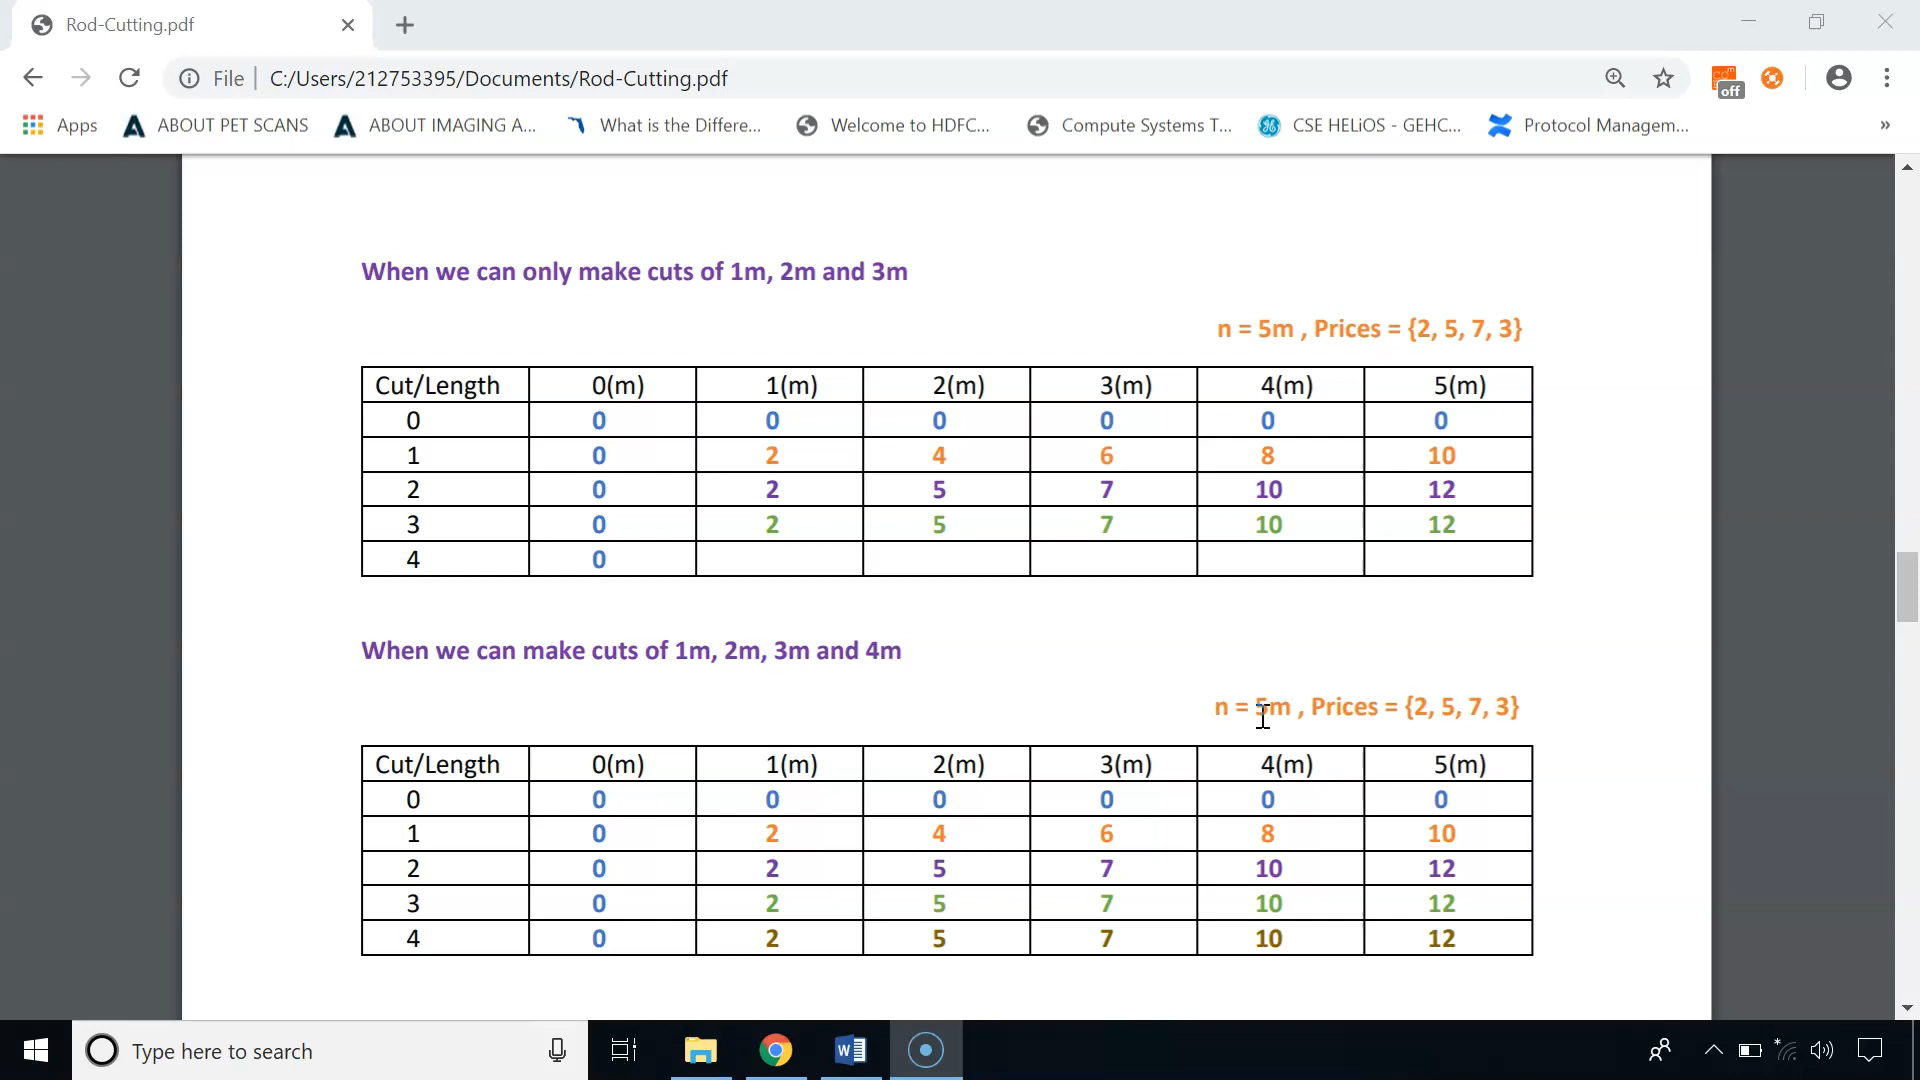 Rod-Cutting.pdf
File C:/Users/212753395/Documents/Rod-Cutting.pdf
off
Apps ABOUT PET SCANS ABOUT IMAGING A... What is the Differe... Welcome to HDFC... Compute Systems T... CSE HELiOS - GEHC... Protocol Managem... »
When we can only make cuts of 1m, 2m and 3m
n = 5m , Prices = {2, 5, 7, 3}
Cut/Length 0(m) 1(m) 2(m) 3(m) 4(m) 5(m)
0 0 0 0 0 0 0
1 0 2 4 6 8 10
2 0 2 5 7 10 12
3 0 2 5 7 10 12
4 0
When we can make cuts of 1m, 2m, 3m and 4m
n = 5m , Prices = {2, 5, 7, 3}
Cut/Length 0(m) 1(m) 2(m) 3(m) 4(m) 5(m)
0 0 0 0 0 0 0
1 0 2 4 6 8 10
2 0 2 5 7 10 12
3 0 2 5 7 10 12
4 0 2 5 7 10 12
Type here to search